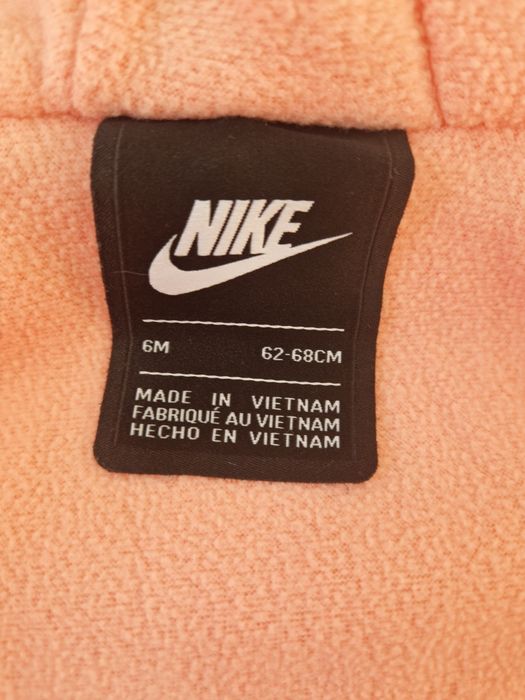 NIKE
6M 62-68CM
MADE IN VIETNAM
FABRIQUÉ AU VIETNAM
HECHO EN VIETNAM